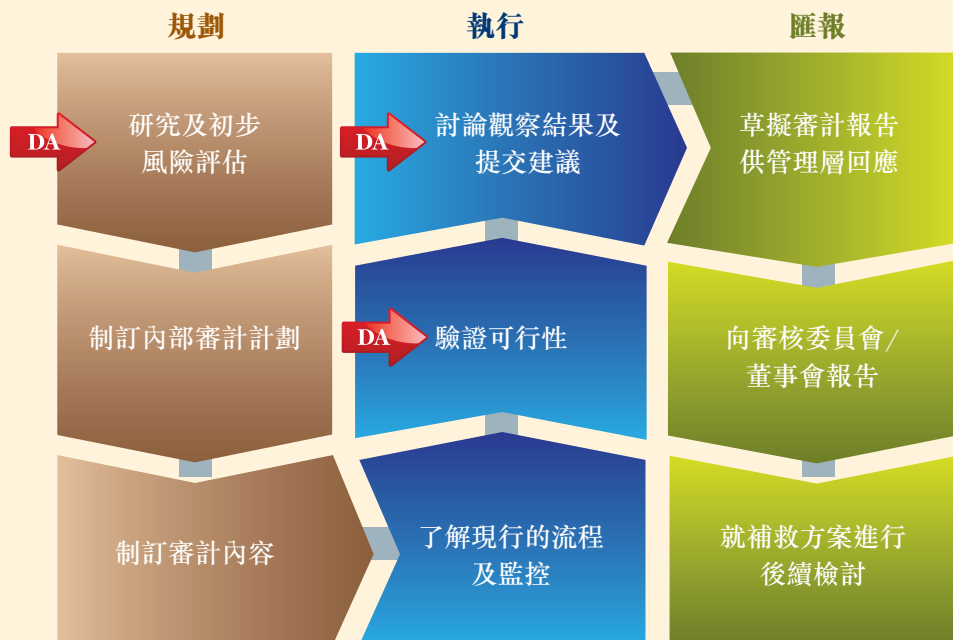 規劃
執行
匯報
DA
研究及初步
風險評估
DA
討論觀察結果及
提交建議
草擬審計報告
供管理層回應
制訂內部審計計劃
DA
驗證可行性
向審核委員會/
董事會報告
制訂審計內容
了解現行的流程
及監控
就補救方案進行
後續檢討